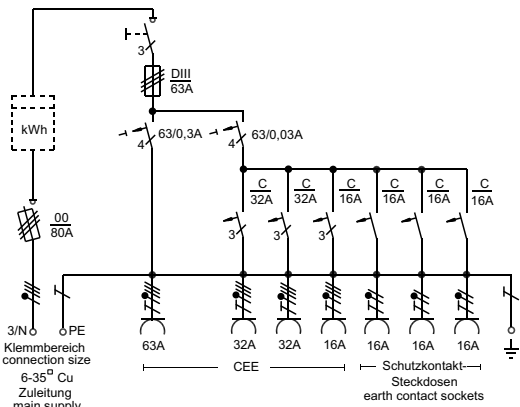 3
DIII
63A
kWh
4
63/0,3A
4
63/0,03A
C
32A
C
32A
C
16A
C
16A
C
16A
C
16A
00
80A
3
3
3
3/N
PE
63A
32A
32A
16A
16A
16A
16A
Klemmbereich
connection size
6-35□ Cu
Zuleitung
main supply
CEE
Schutzkontakt-
Steckdosen
earth contact sockets